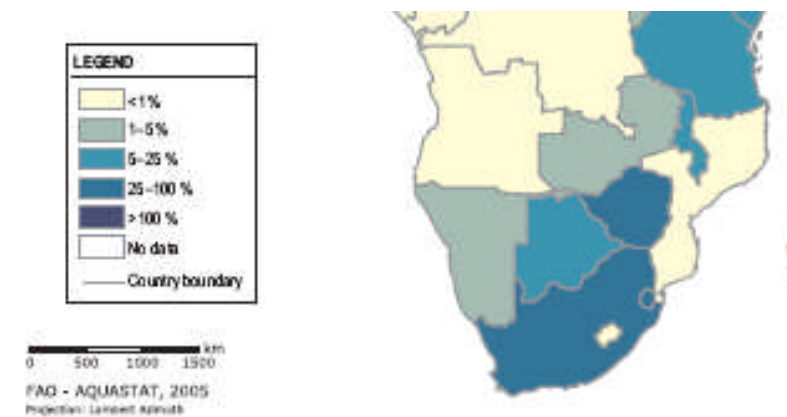 LEGEND
<1 %
1–5 %
5–25 %
25–100 %
>100 %
No data
Country boundary
km
0 500 1000 1500
FAO - AQUASTAT, 2005
Projection: Lambert Azimuth